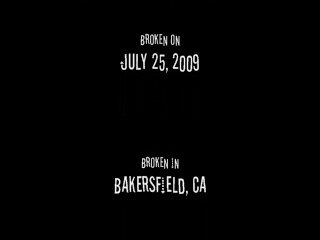 BROKEN ON
JULY 25, 2009
BROKEN IN
BAKERSFIELD, CA